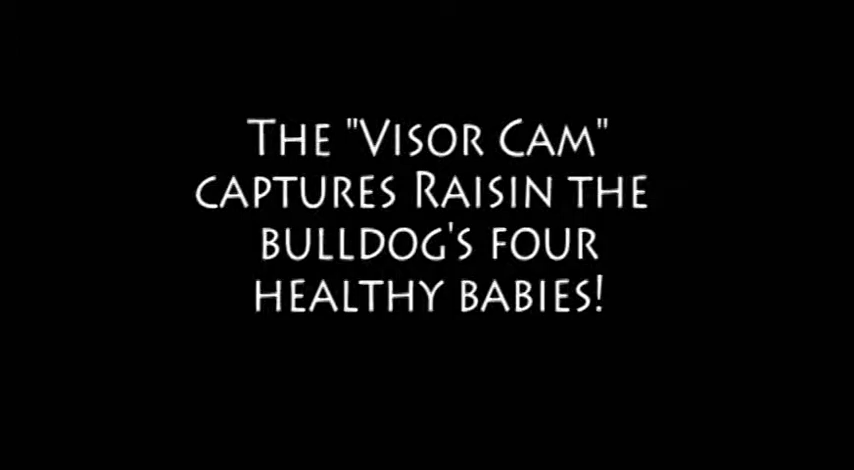 The "Visor Cam"
captures Raisin the
bulldog's four
healthy babies!